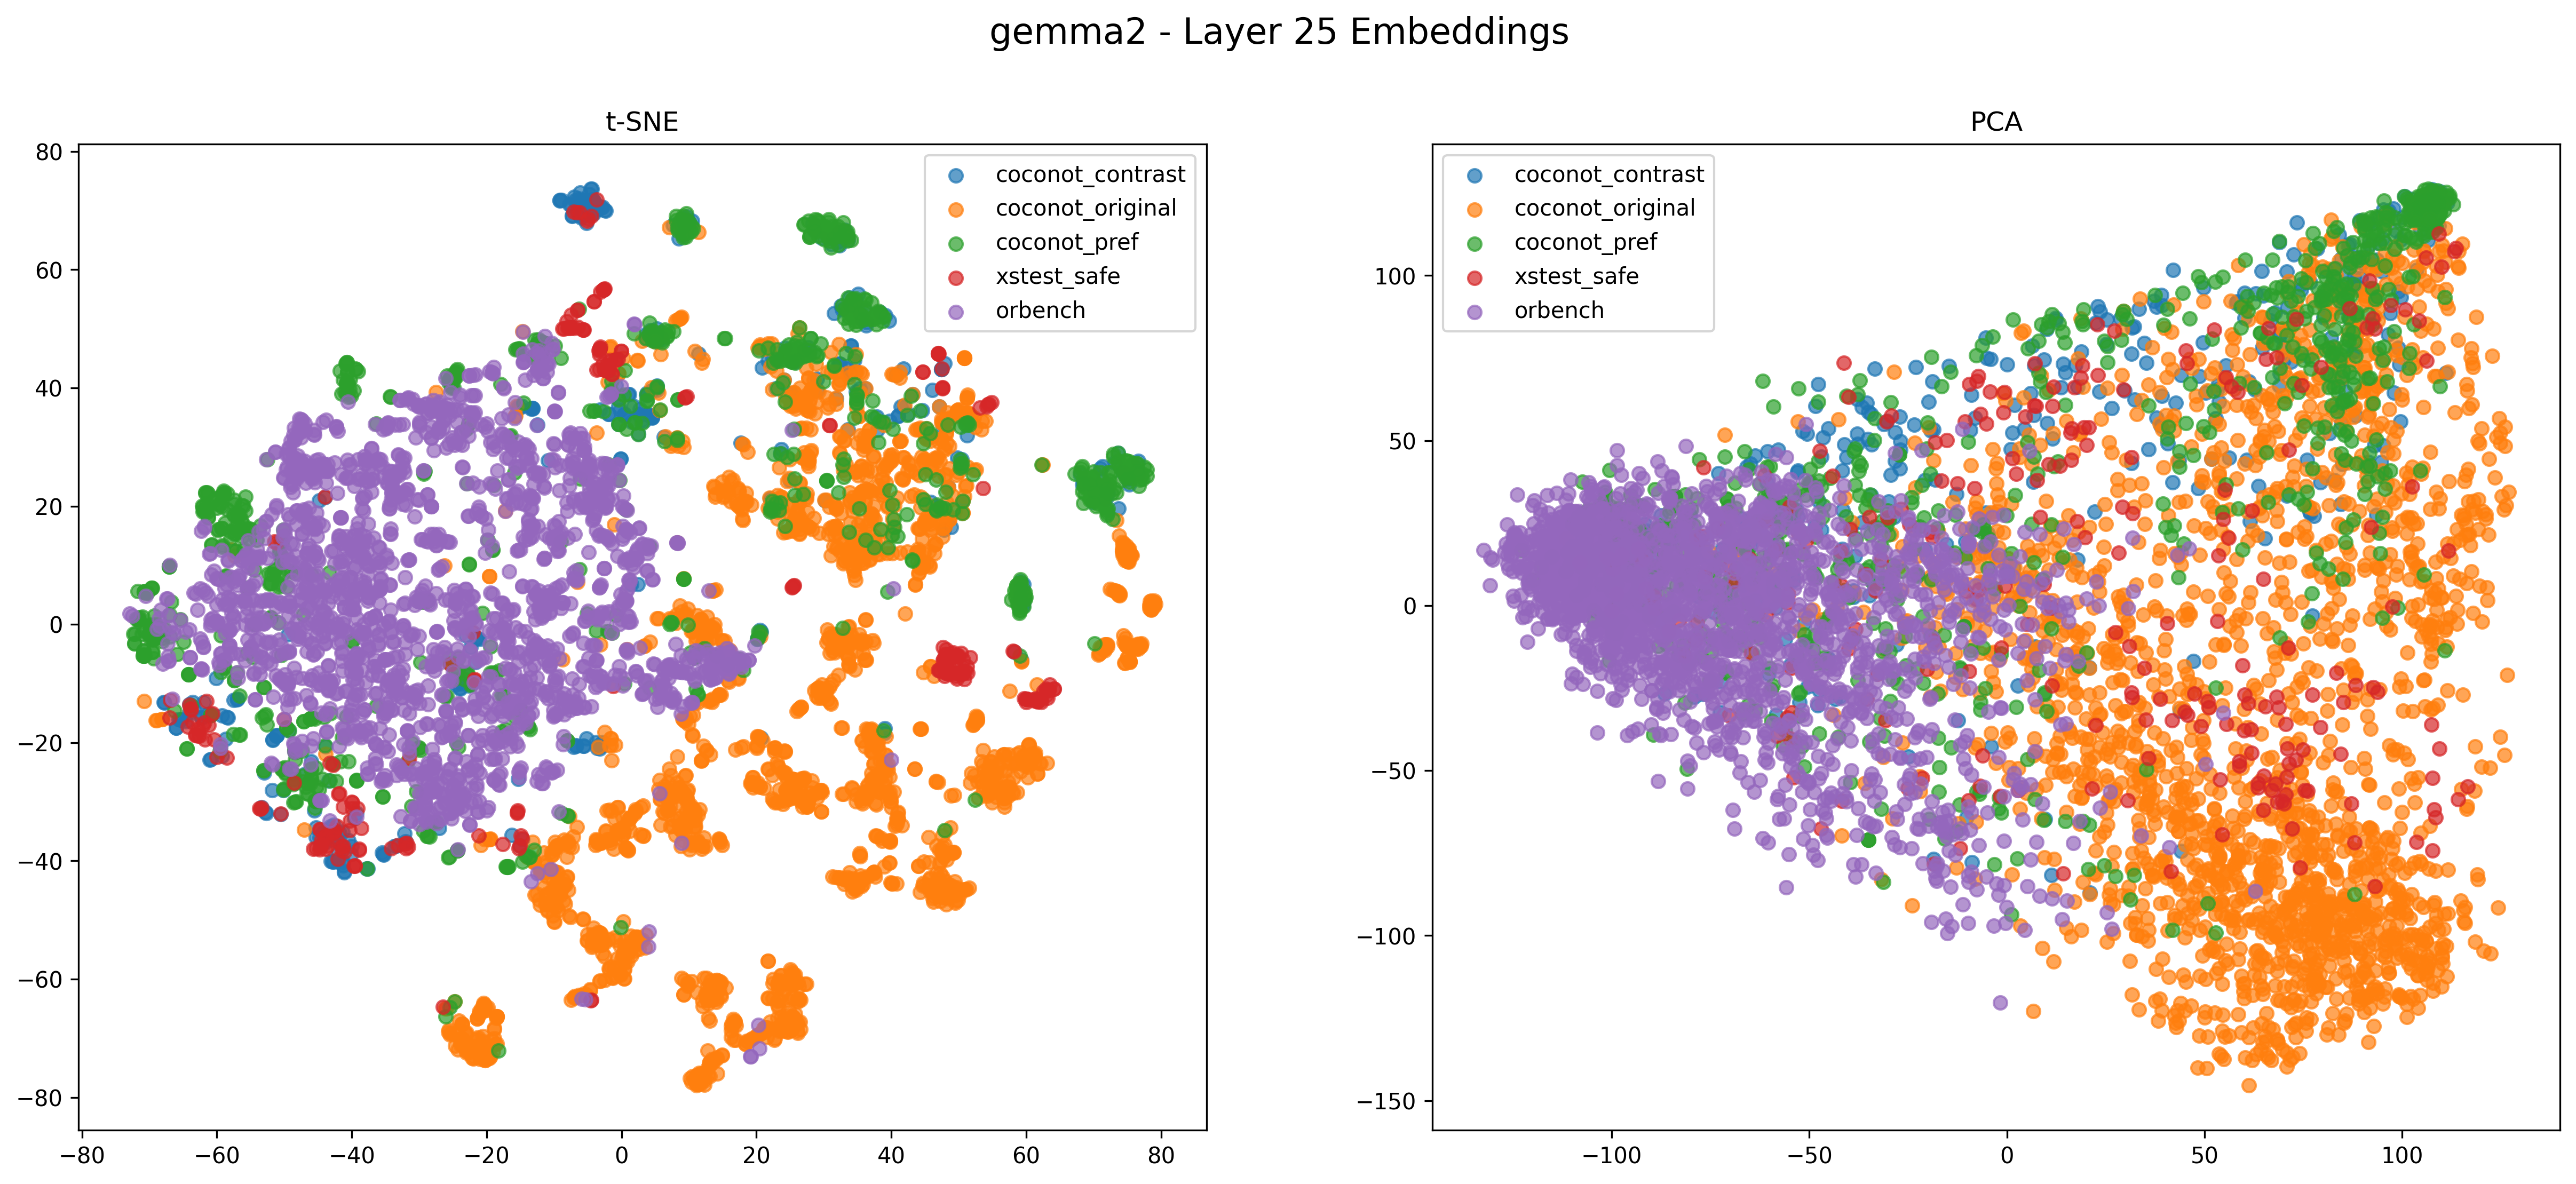 gemma2 - Layer 25 Embeddings
t-SNE
coconot_contrast
coconot_original
coconot_pref
xstest_safe
orbench
80
60
40
20
0
−20
−40
−60
−80
−80 −60 −40 −20 0 20 40 60 80
PCA
coconot_contrast
coconot_original
coconot_pref
xstest_safe
orbench
100
50
0
−50
−100
−150
−100 −50 0 50 100